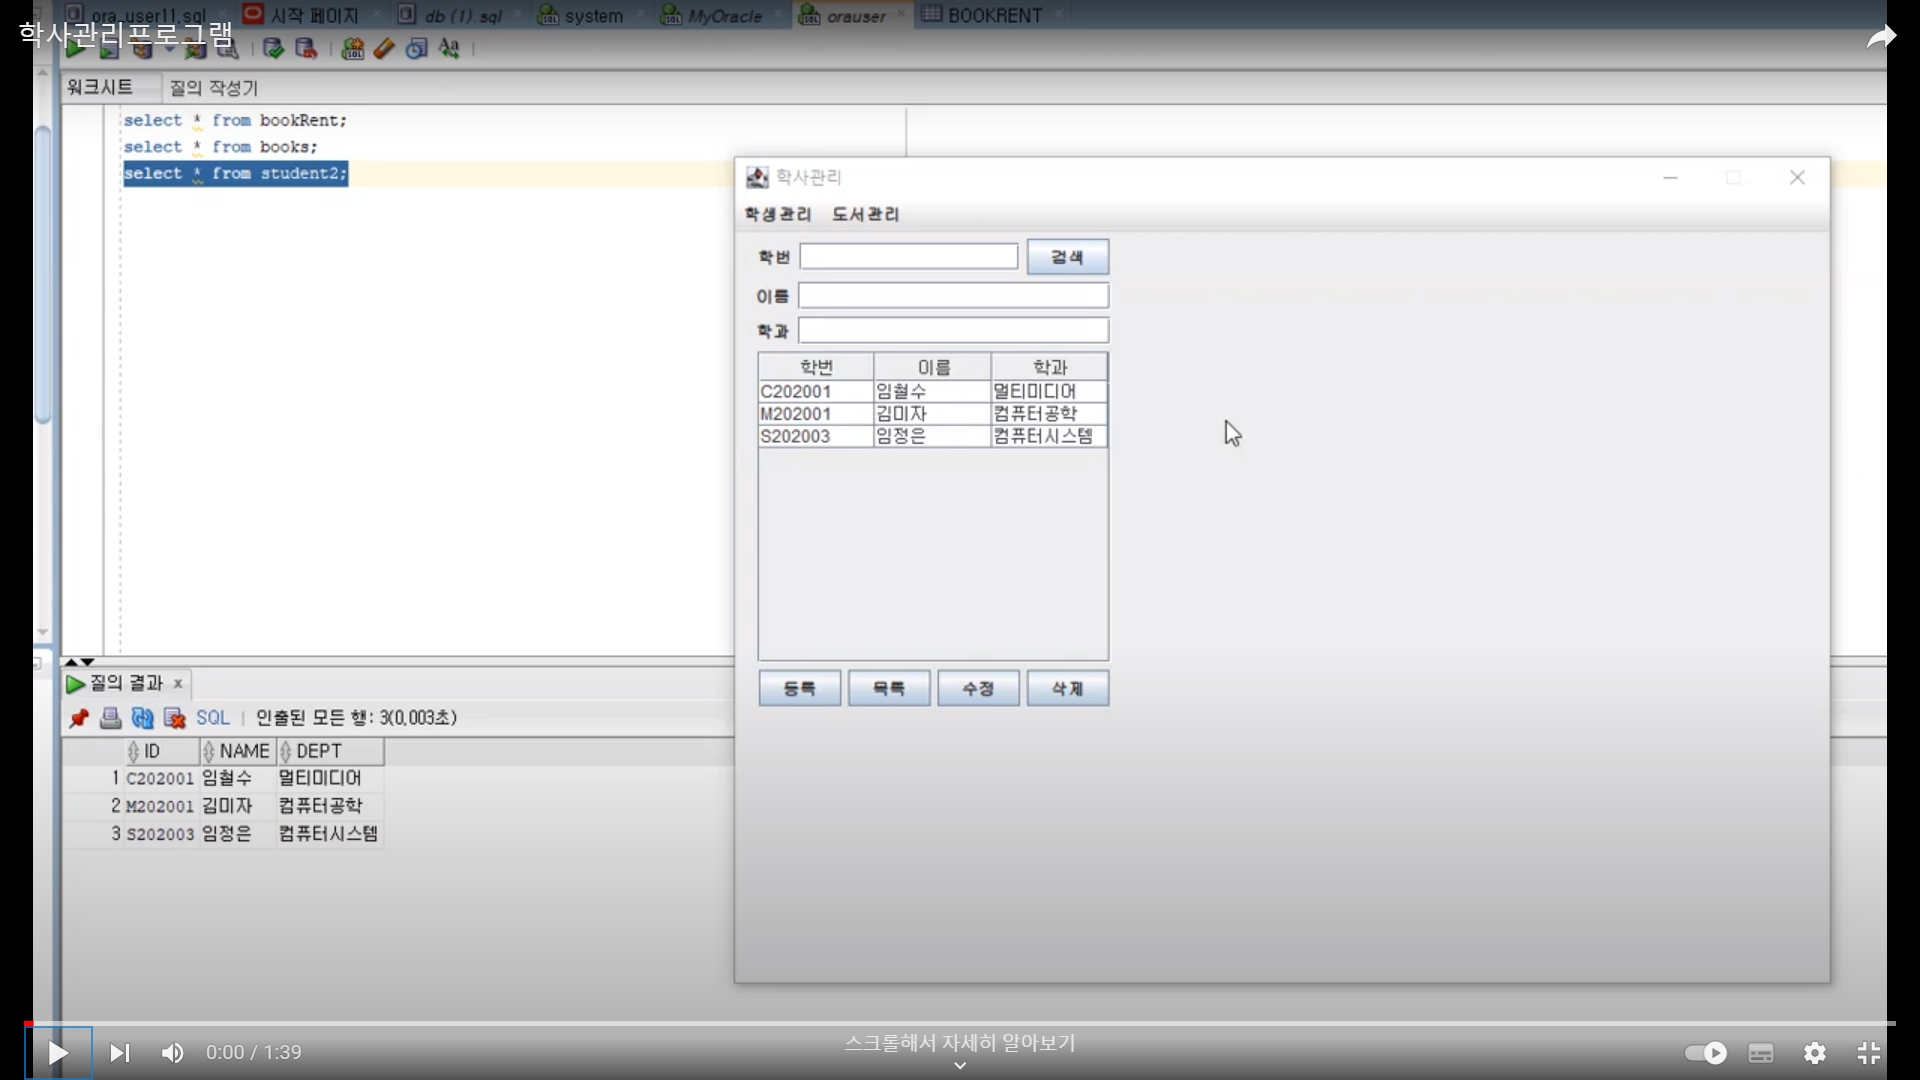 학사관리프로그램
ora_user11.sql 시작 페이지 db (1).sql system MyOracle orauser BOOKRENT
워크시트 질의 작성기
select * from bookRent;
select * from books;
select * from student2;
학사관리
학생관리 도서관리
학번 검색
이름
학과
학번 이름 학과
C202001 임철수 멀티미디어
M202001 김미자 컴퓨터공학
S202003 임정은 컴퓨터시스템
등록 목록 수정 삭제
질의 결과
SQL 인출된 모든 행: 3(0,003초)
ID NAME DEPT
1 C202001 임철수 멀티미디어
2 M202001 김미자 컴퓨터공학
3 S202003 임정은 컴퓨터시스템
스크롤해서 자세히 알아보기
0:00 / 1:39